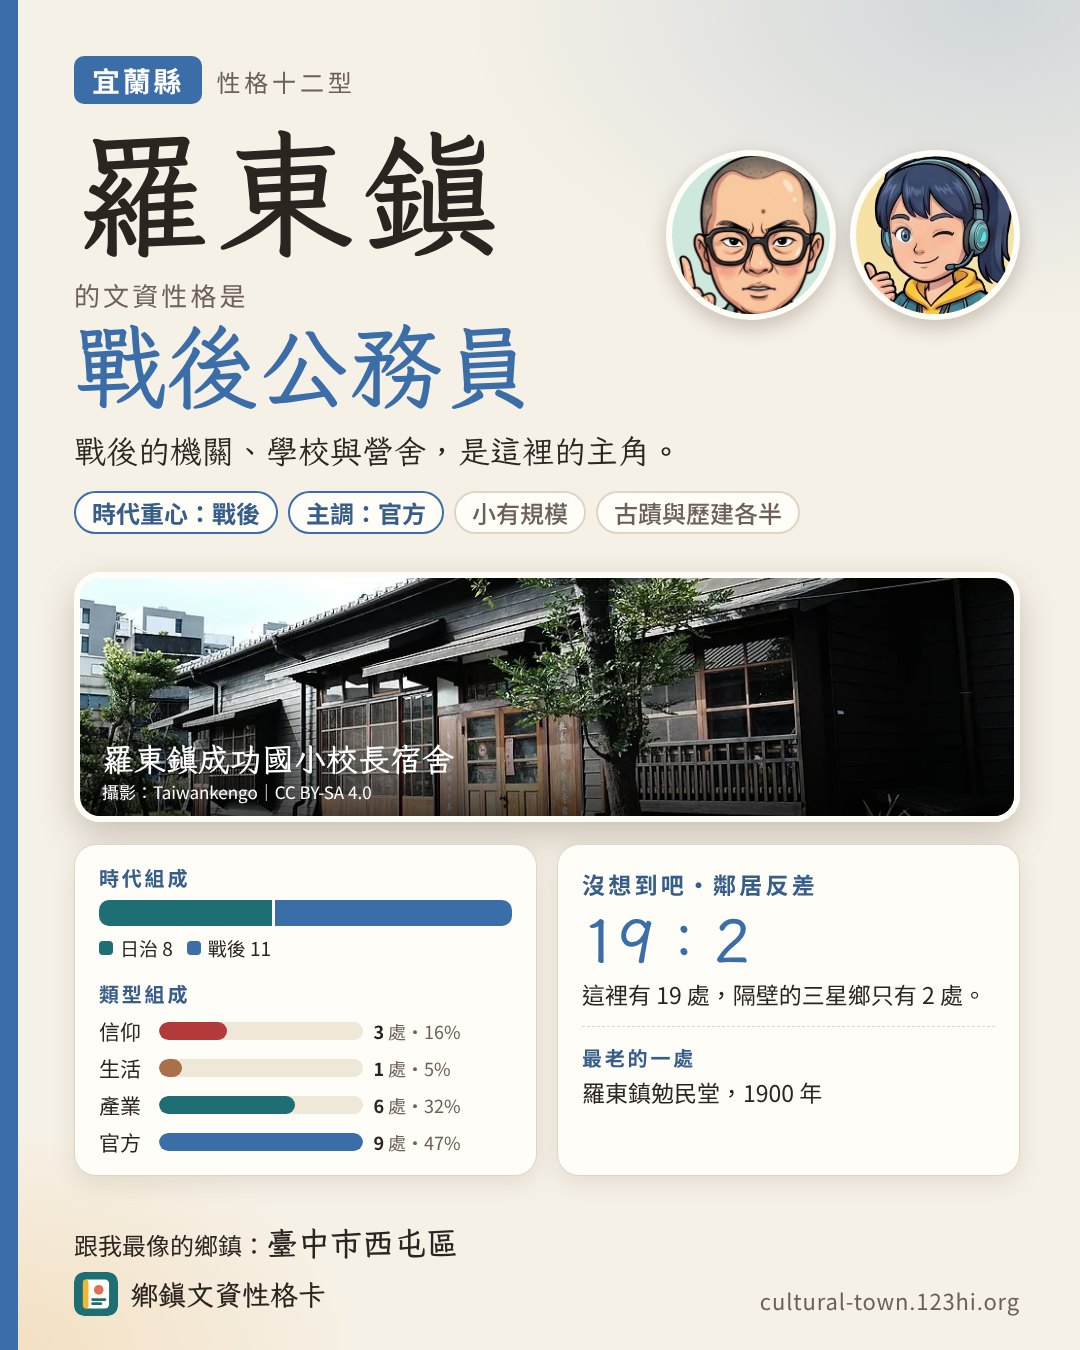 宜蘭縣 性格十二型
羅東鎮
的文資性格是
戰後公務員
戰後的機關、學校與營舍，是這裡的主角。
時代重心：戰後 主調：官方 小有規模 古蹟與歷建各半
羅東鎮成功國小校長宿舍
攝影：Taiwankengo｜CC BY-SA 4.0
時代組成
日治 8 戰後 11
類型組成
信仰 3 處・16%
生活 1 處・5%
產業 6 處・32%
官方 9 處・47%
沒想到吧・鄰居反差
19：2
這裡有 19 處，隔壁的三星鄉只有 2 處。
最老的一處
羅東鎮勉民堂，1900 年
跟我最像的鄉鎮：臺中市西屯區
鄉鎮文資性格卡
cultural-town.123hi.org